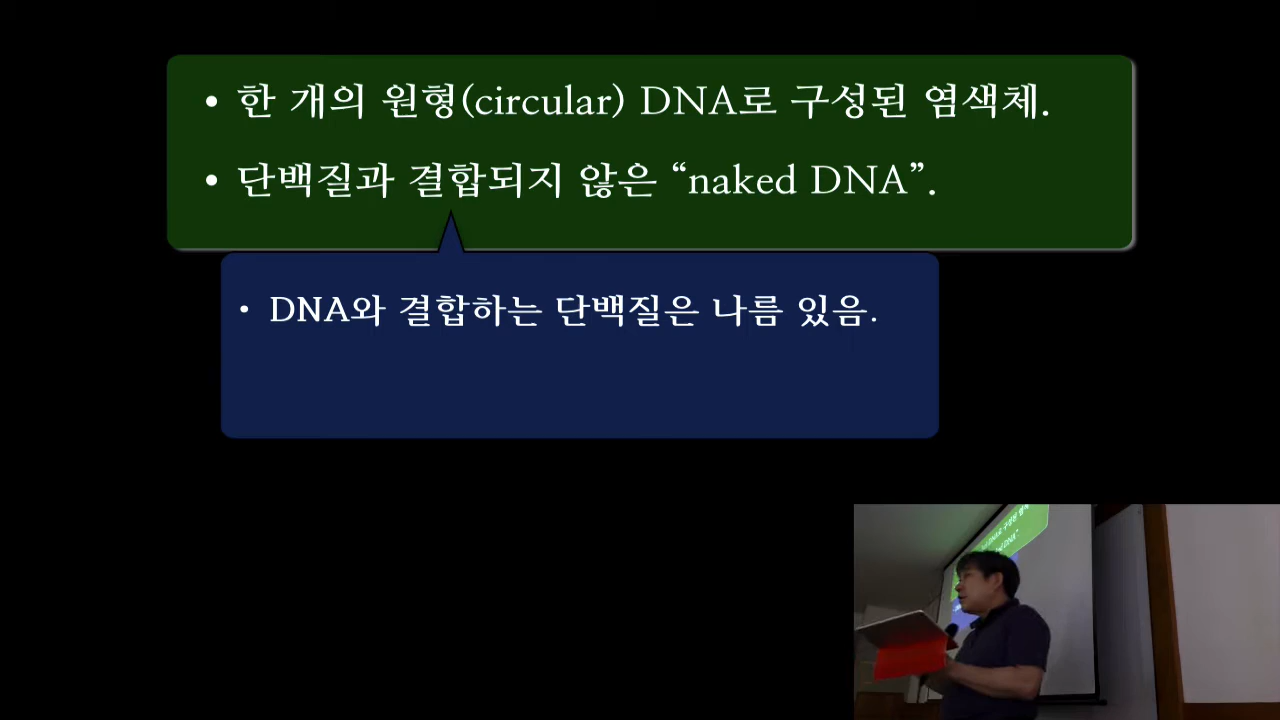 • 한 개의 원형(circular) DNA로 구성된 염색체.
• 단백질과 결합되지 않은 “naked DNA”.
• DNA와 결합하는 단백질은 나름 있음.